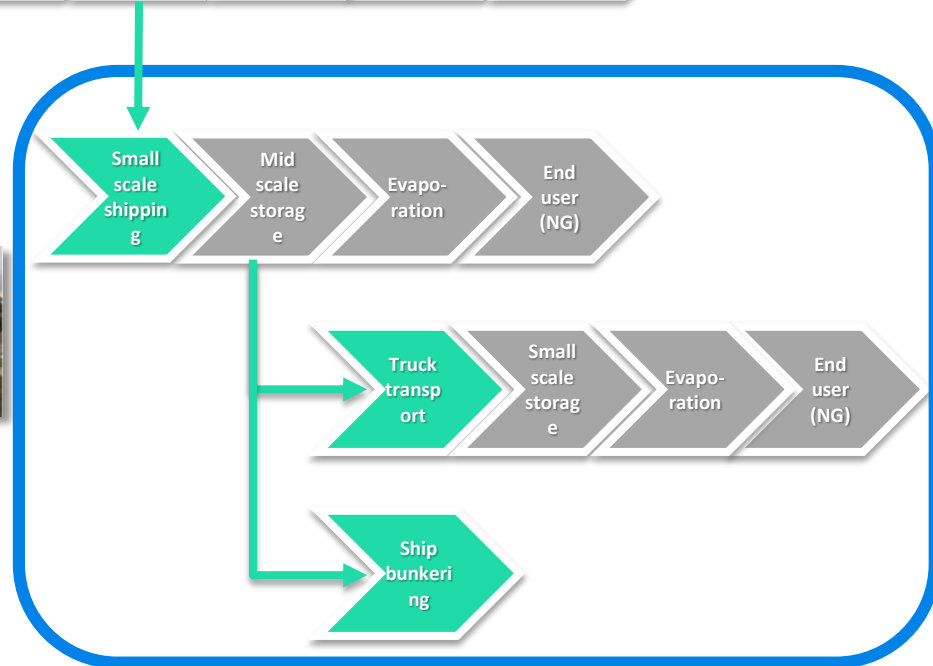 Small
scale
shippin
g
Mid
scale
storag
e
Evapo-
ration
End
user
(NG)
Truck
transp
ort
Small
scale
storag
e
Evapo-
ration
End
user
(NG)
Ship
bunkeri
ng